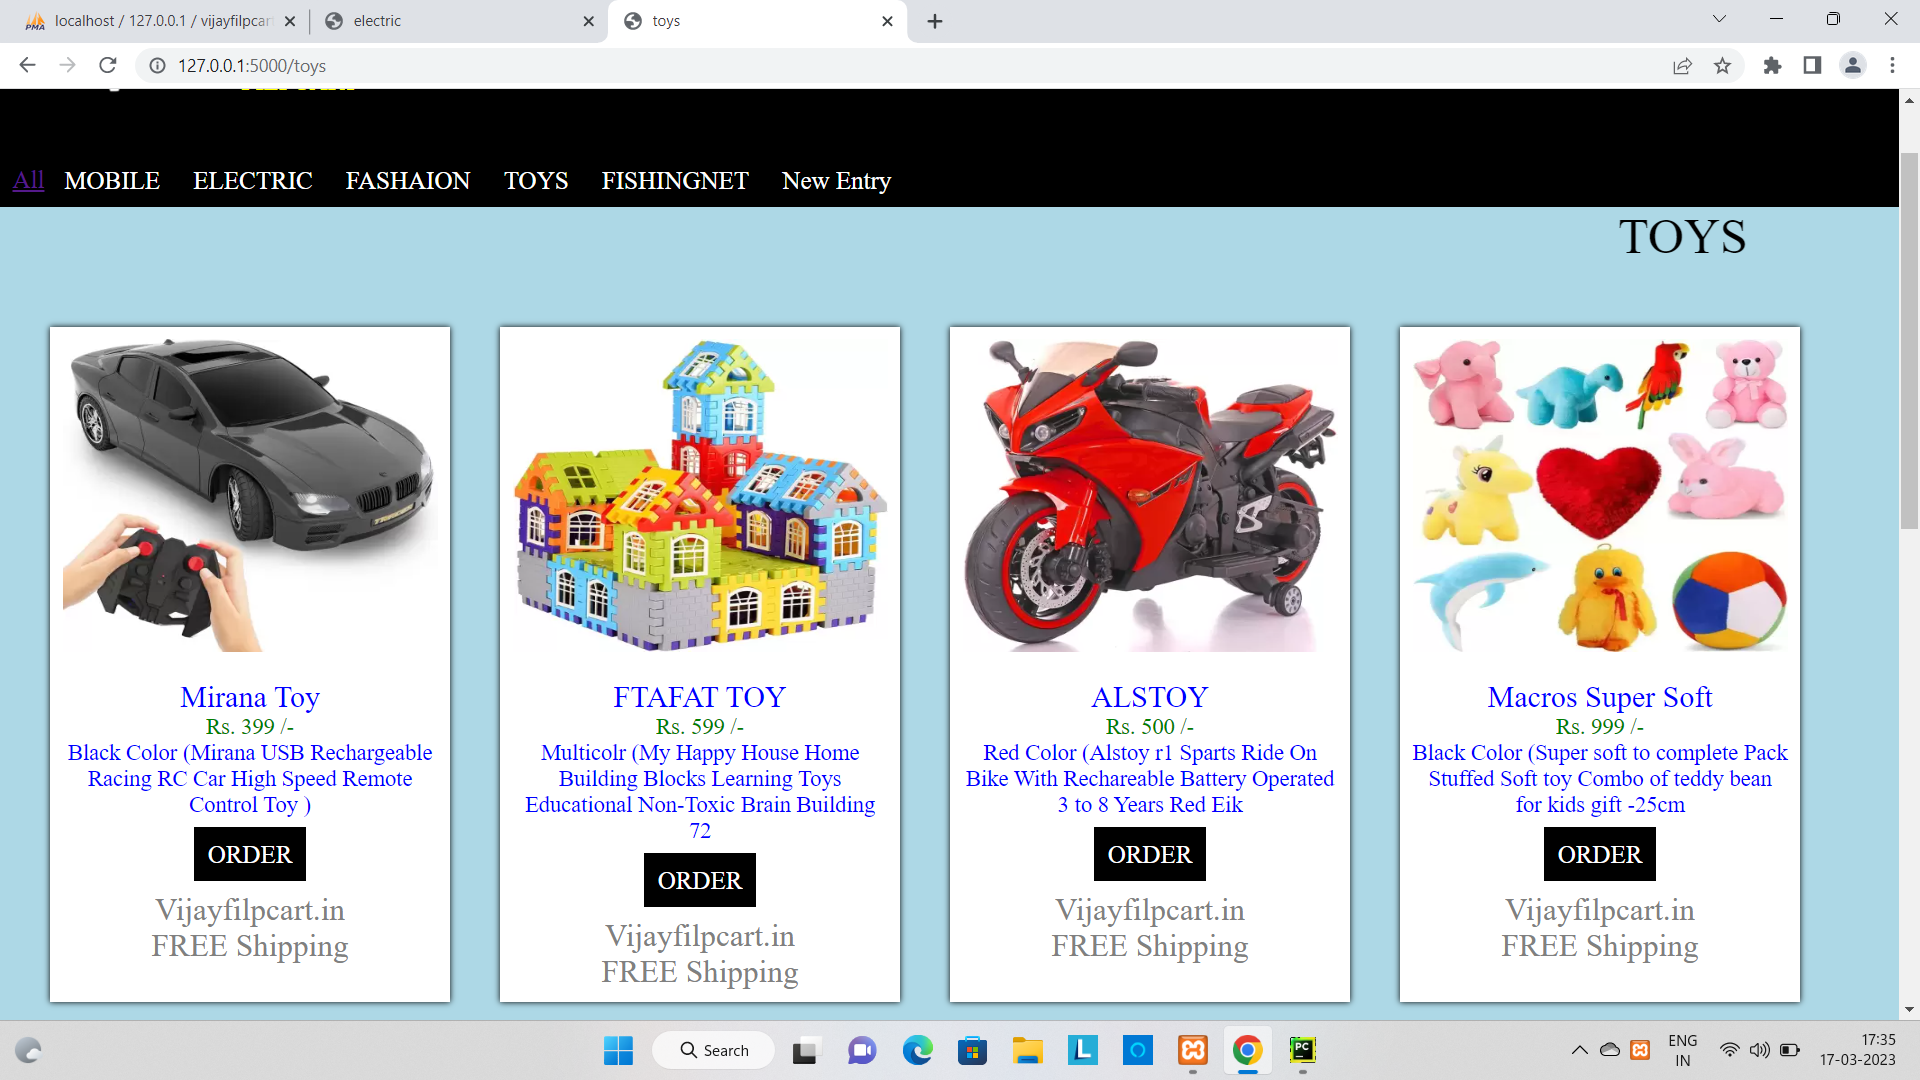 localhost / 127.0.0.1 / vijayfilpcar
electric
toys
127.0.0.1:5000/toys
All MOBILE ELECTRIC FASHAION TOYS FISHINGNET New Entry
TOYS
Mirana Toy
Rs. 399 /-
Black Color (Mirana USB Rechargeable
Racing RC Car High Speed Remote
Control Toy )
ORDER
Vijayfilpcart.in
FREE Shipping
FTAFAT TOY
Rs. 599 /-
Multicolr (My Happy House Home
Building Blocks Learning Toys
Educational Non-Toxic Brain Building
72
ORDER
Vijayfilpcart.in
FREE Shipping
ALSTOY
Rs. 500 /-
Red Color (Alstoy r1 Sparts Ride On
Bike With Rechareable Battery Operated
3 to 8 Years Red Eik
ORDER
Vijayfilpcart.in
FREE Shipping
Macros Super Soft
Rs. 999 /-
Black Color (Super soft to complete Pack
Stuffed Soft toy Combo of teddy bean
for kids gift -25cm
ORDER
Vijayfilpcart.in
FREE Shipping
Search
ENG
IN
17:35
17-03-2023